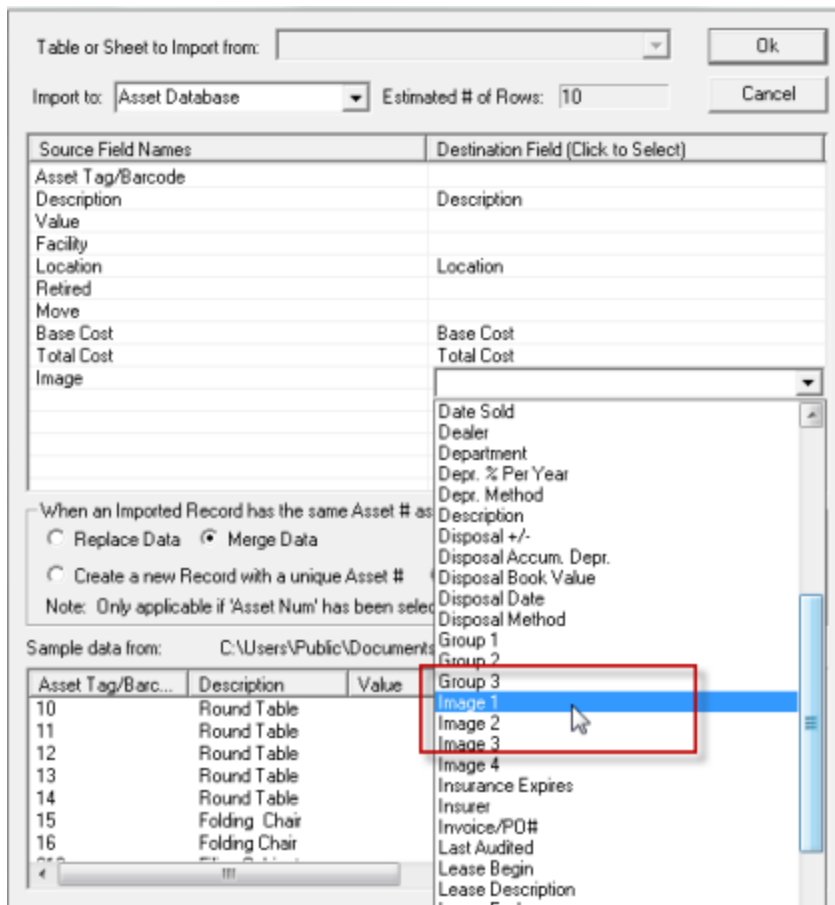 Table or Sheet to Import from:
Ok
Import to: Asset Database Estimated # of Rows: 10
Cancel
Source Field Names Destination Field (Click to Select)
Asset Tag/Barcode
Description Description
Value
Facility
Location Location
Retired
Move
Base Cost Base Cost
Total Cost Total Cost
Image
Date Sold
Dealer
Department
Depr. % Per Year
Depr. Method
Description
Disposal +/-
Disposal Accum. Depr.
Disposal Book Value
Disposal Date
Disposal Method
Group 1
Group 2
Group 3
Image 1
Image 2
Image 3
Image 4
Insurance Expires
Insurer
Invoice/PO#
Last Audited
Lease Begin
Lease Description
When an Imported Record has the same Asset # as
Replace Data Merge Data
Create a new Record with a unique Asset #
Note: Only applicable if 'Asset Num' has been selec
Sample data from: C:\Users\Public\Documents
Asset Tag/Barc... Description Value
10 Round Table
11 Round Table
12 Round Table
13 Round Table
14 Round Table
15 Folding Chair
16 Folding Chair